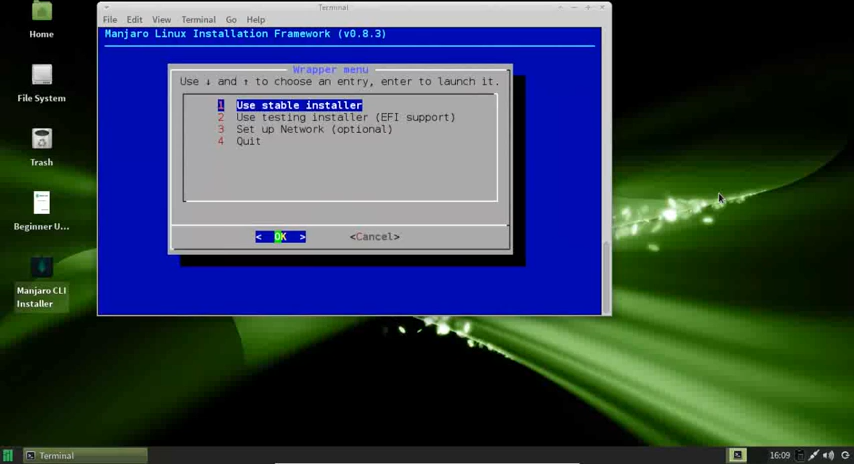 Terminal
File Edit View Terminal Go Help
Manjaro Linux Installation Framework (v0.8.3)
Wrapper menu
Use ↓ and ↑ to choose an entry, enter to launch it.
1 Use stable installer
2 Use testing installer (EFI support)
3 Set up Network (optional)
4 Quit
< OK > <Cancel>
Home
File System
Trash
Beginner U...
Manjaro CLI
Installer
Terminal
16:09